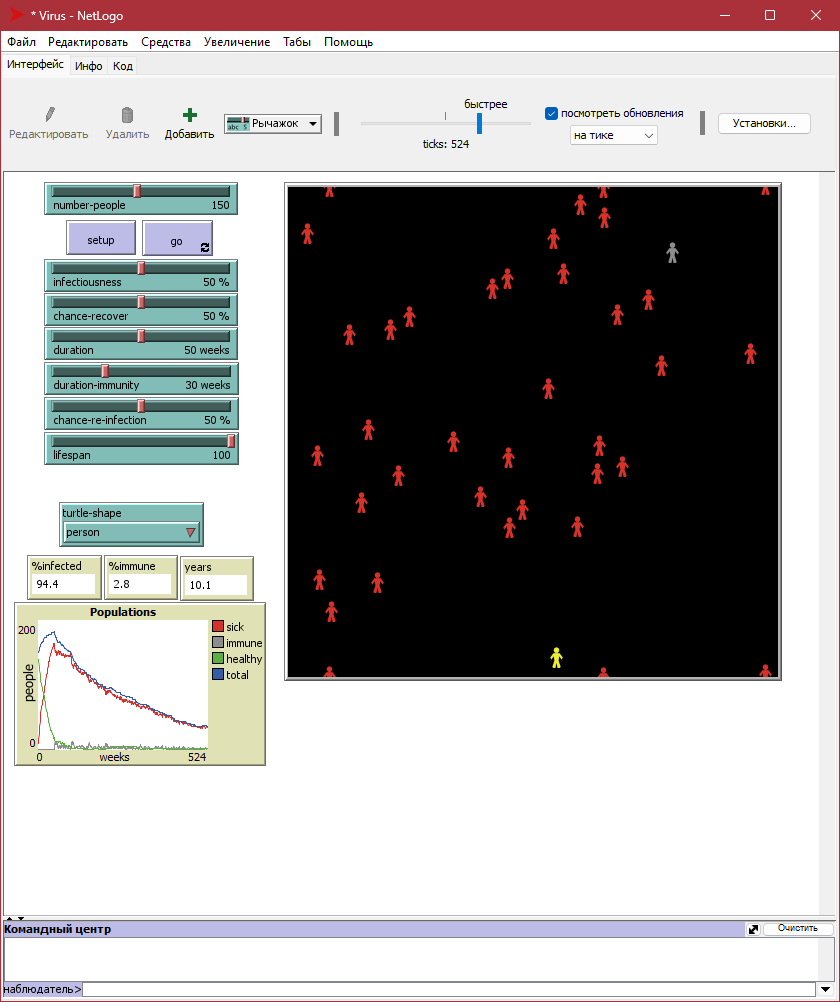 * Virus - NetLogo
Файл Редактировать Средства Увеличение Табы Помощь
Интерфейс Инфо Код
Редактировать Удалить Добавить
abc 5 Рычажок
быстрее
ticks: 524
посмотреть обновления
на тике
Установки...
number-people 150
setup go
infectiousness 50 %
chance-recover 50 %
duration 50 weeks
duration-immunity 30 weeks
chance-re-infection 50 %
lifespan 100
turtle-shape
person
%infected %immune years
94.4 2.8 10.1
Populations
200
people
0
0 weeks 524
sick
immune
healthy
total
Командный центр Очистить
наблюдатель>